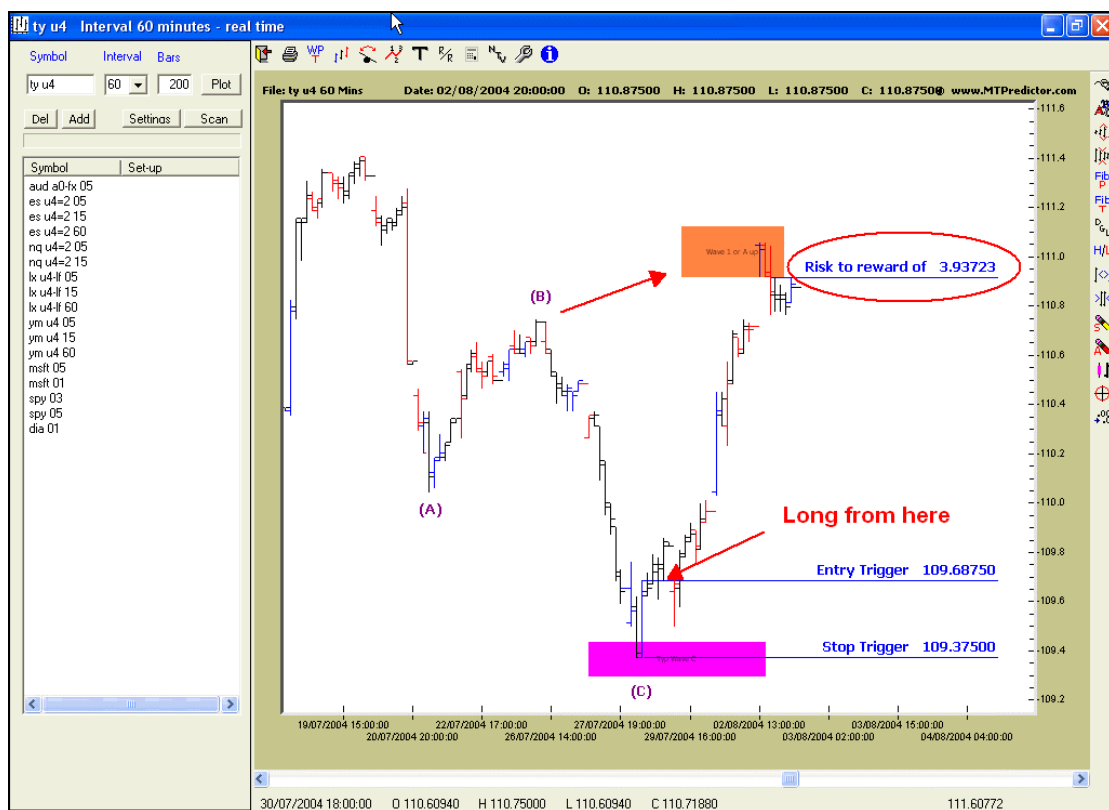 ty u4 Interval 60 minutes - real time
Symbol Interval Bars
ty u4 60 200 Plot
Del Add Settings Scan
Symbol Set-up
aud a0-fx 05
es u4=2 05
es u4=2 15
es u4=2 60
nq u4=2 05
nq u4=2 15
lx u4-lf 05
lx u4-lf 15
lx u4-lf 60
ym u4 05
ym u4 15
ym u4 60
msft 05
msft 01
spy 03
spy 05
dia 01
WP T R/R N T V
File: ty u4 60 Mins Date: 02/08/2004 20:00:00 O: 110.87500 H: 110.87500 L: 110.87500 C: 110.87500 www.MTPredictor.com
111.6
111.4
111.2
111.0
110.8
110.6
110.4
110.2
110.0
109.8
109.6
109.4
109.2
Wave 1 or A up
Risk to reward of 3.93723
(B)
(A)
Long from here
Entry Trigger 109.68750
Stop Trigger 109.37500
Typ Wave C
(C)
19/07/2004 15:00:00 22/07/2004 17:00:00 27/07/2004 19:00:00 02/08/2004 13:00:00 03/08/2004 15:00:00
20/07/2004 20:00:00 26/07/2004 14:00:00 29/07/2004 16:00:00 03/08/2004 02:00:00 04/08/2004 04:00:00
Fib P
Fib T
D G L
H/L
S
A
30/07/2004 18:00:00 O 110.60940 H 110.75000 L 110.60940 C 110.71880 111.60772